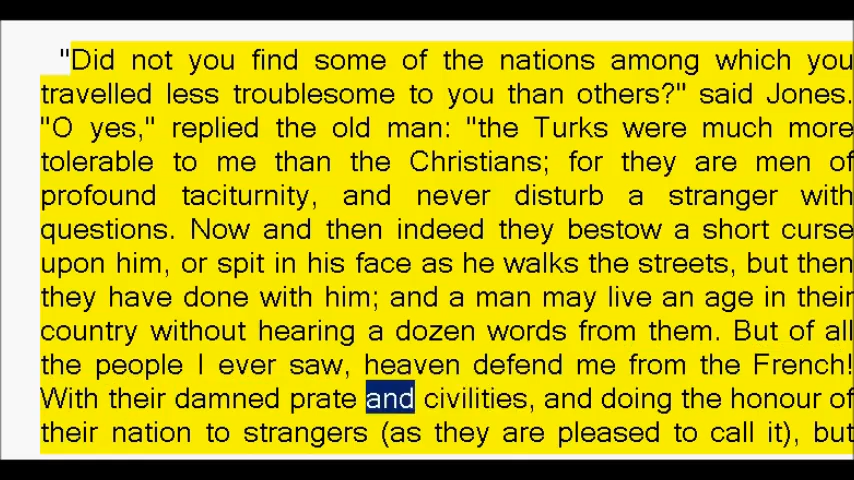 "Did not you find some of the nations among which you
travelled less troublesome to you than others?" said Jones.
"O yes," replied the old man: "the Turks were much more
tolerable to me than the Christians; for they are men of
profound taciturnity, and never disturb a stranger with
questions. Now and then indeed they bestow a short curse
upon him, or spit in his face as he walks the streets, but then
they have done with him; and a man may live an age in their
country without hearing a dozen words from them. But of all
the people I ever saw, heaven defend me from the French!
With their damned prate and civilities, and doing the honour of
their nation to strangers (as they are pleased to call it), but